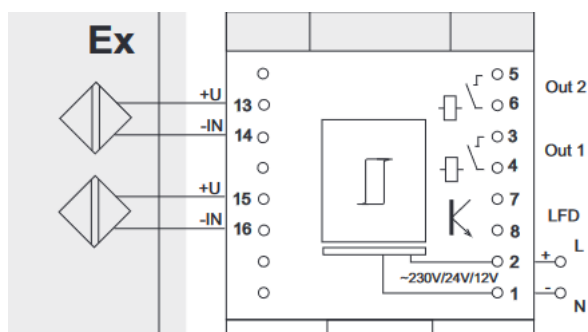 Ex
+U
13
-IN
14
+U
15
-IN
16
5
Out 2
6
3
Out 1
4
7
LFD
8
L
2 +
~230V/24V/12V
1 -
N